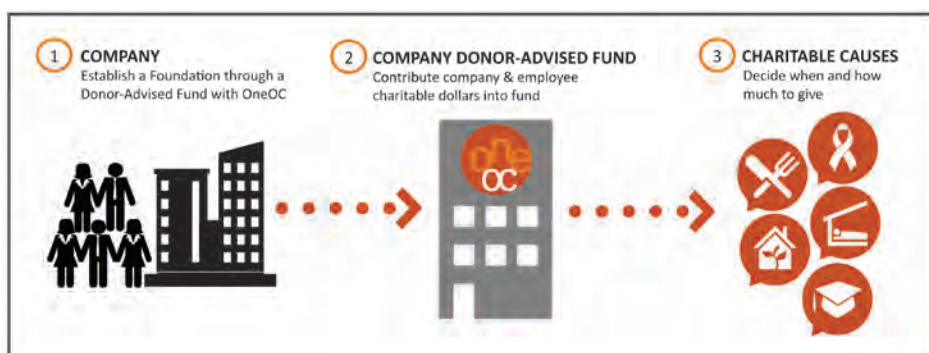 1 COMPANY
Establish a Foundation through a
Donor-Advised Fund with OneOC
2 COMPANY DONOR-ADVISED FUND
Contribute company & employee
charitable dollars into fund
3 CHARITABLE CAUSES
Decide when and how
much to give
one
OC